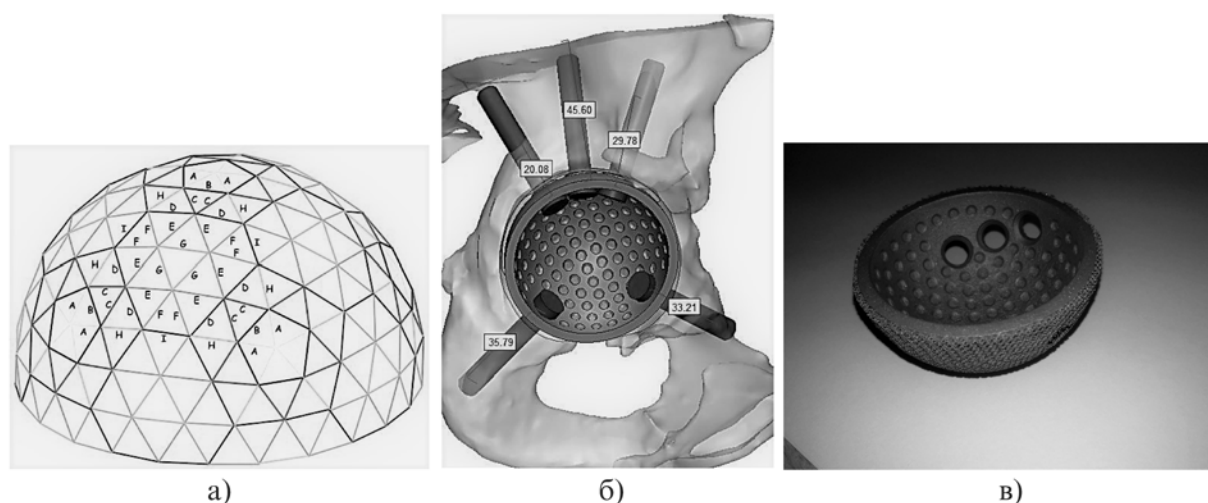 A B A
H C C H
D D
I F E E F I
F G F
H D E G G E
D H
C E E C
A B C D F F D C B A
A H I H A
45.60
29.78
20.08
33.21
35.79
а) б) в)